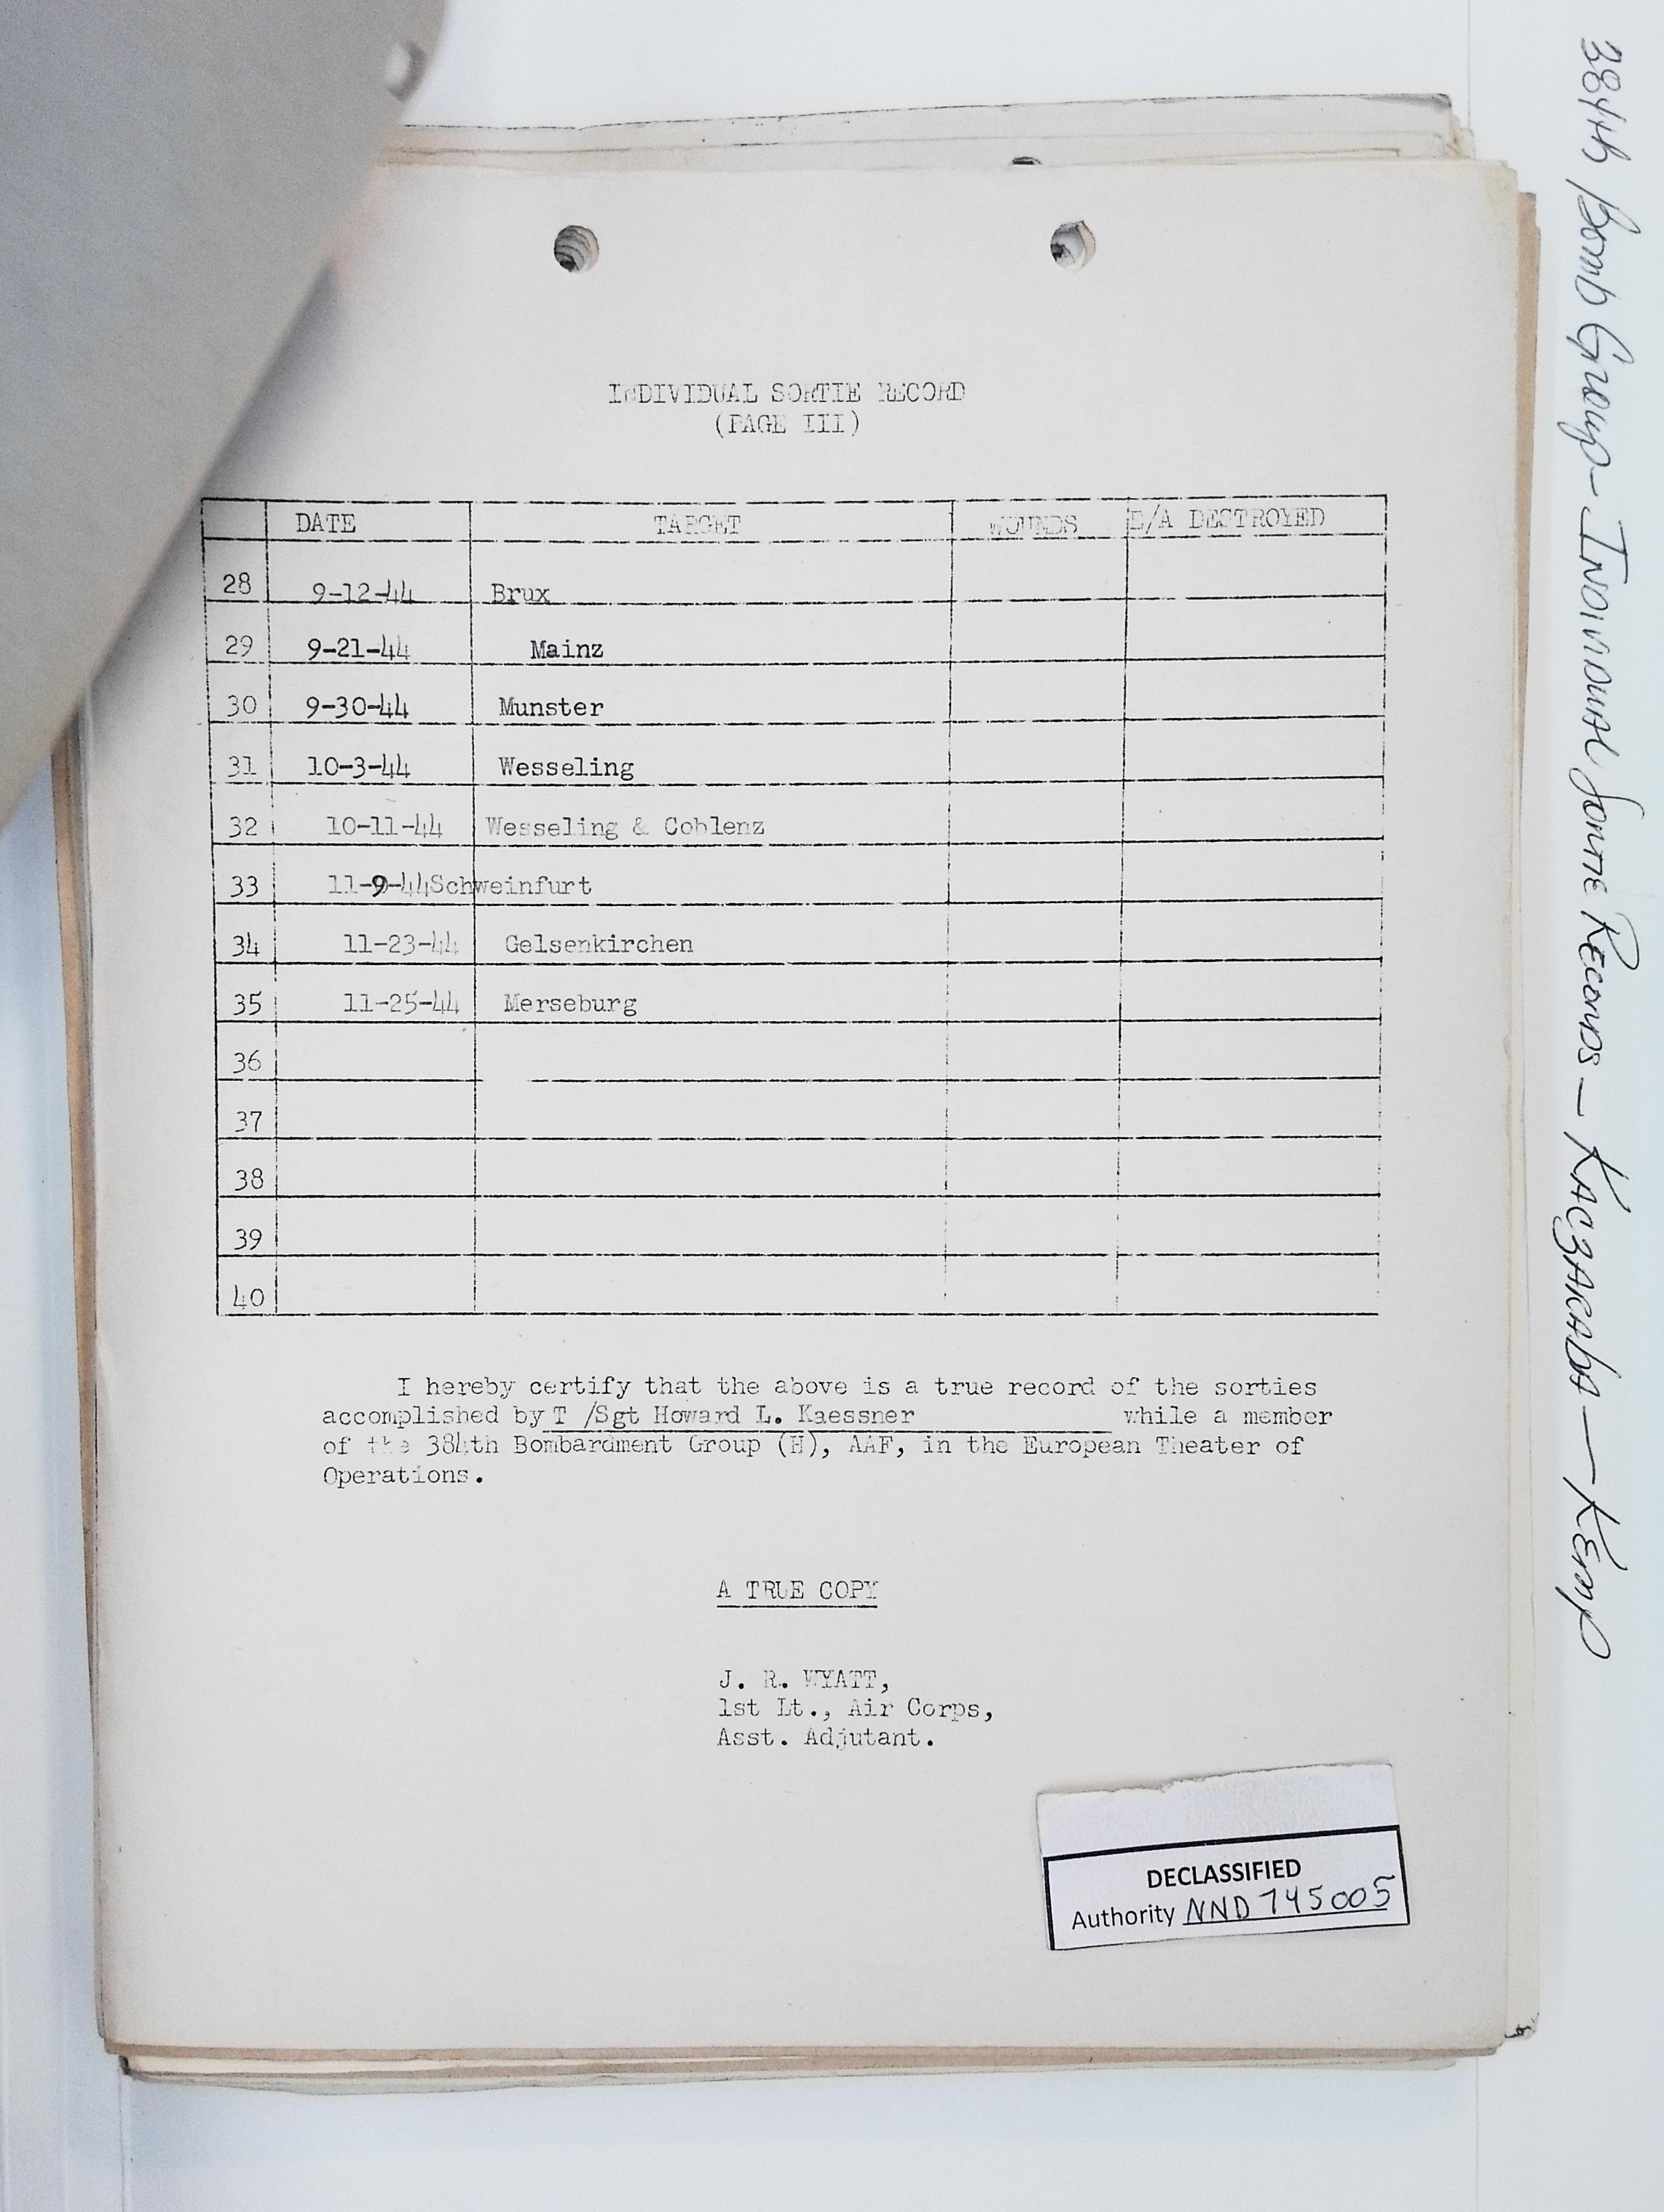 INDIVIDUAL SORTIE RECORD
(PAGE III)
DATE TARGET WOUNDS E/A DESTROYED
28 9-12-44 Brux
29 9-21-44 Mainz
30 9-30-44 Munster
31 10-3-44 Wesseling
32 10-11-44 Wesseling & Coblenz
33 11-9-44 Schweinfurt
34 11-23-44 Gelsenkirchen
35 11-25-44 Merseburg
36
37
38
39
40
I hereby certify that the above is a true record of the sorties
accomplished by T /Sgt Howard L. Kaessner while a member
of the 384th Bombardment Group (H), AAF, in the European Theater of
Operations.
A TRUE COPY
J. R. WYATT,
1st Lt., Air Corps,
Asst. Adjutant.
DECLASSIFIED
Authority NND 745005
384th Bomb Group - Individual Sortie Records - Kaczaraba - Kemp